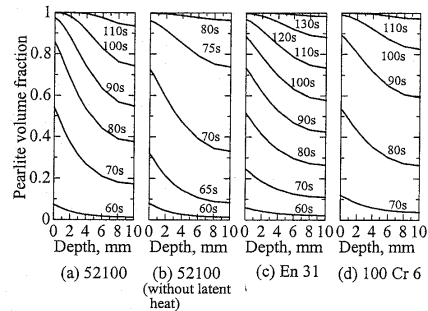 Pearlite volume fraction
1
0.8
0.6
0.4
0.2
0
110s
100s
90s
80s
70s
60s
0 2 4 6 8 10
Depth, mm
(a) 52100
80s
75s
70s
65s
60s
0 2 4 6 8 10
Depth, mm
(b) 52100
(without latent
heat)
130s
120s
110s
100s
90s
80s
70s
60s
0 2 4 6 8 10
Depth, mm
(c) En 31
110s
100s
90s
80s
70s
0 2 4 6 8 10
Depth, mm
(d) 100 Cr 6